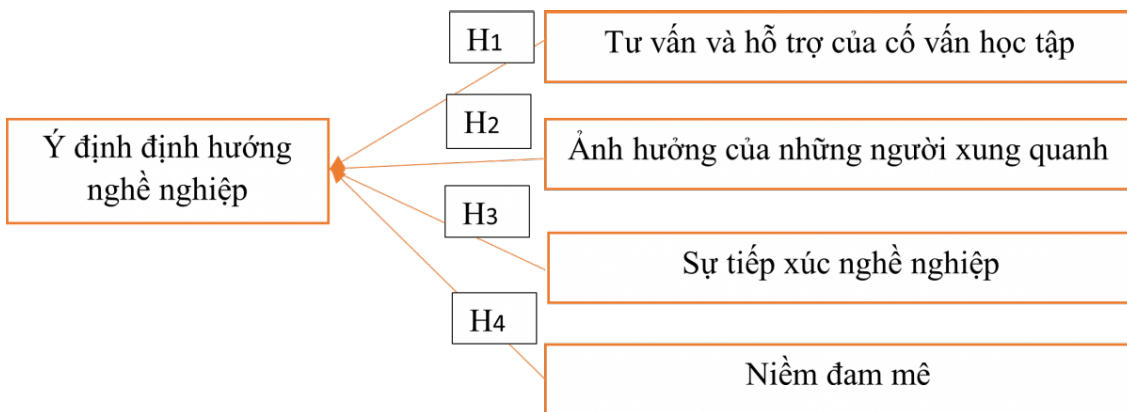 H1
Tư vấn và hỗ trợ của cố vấn học tập
H2
Ý định định hướng
nghề nghiệp
Ảnh hưởng của những người xung quanh
H3
Sự tiếp xúc nghề nghiệp
H4
Niềm đam mê